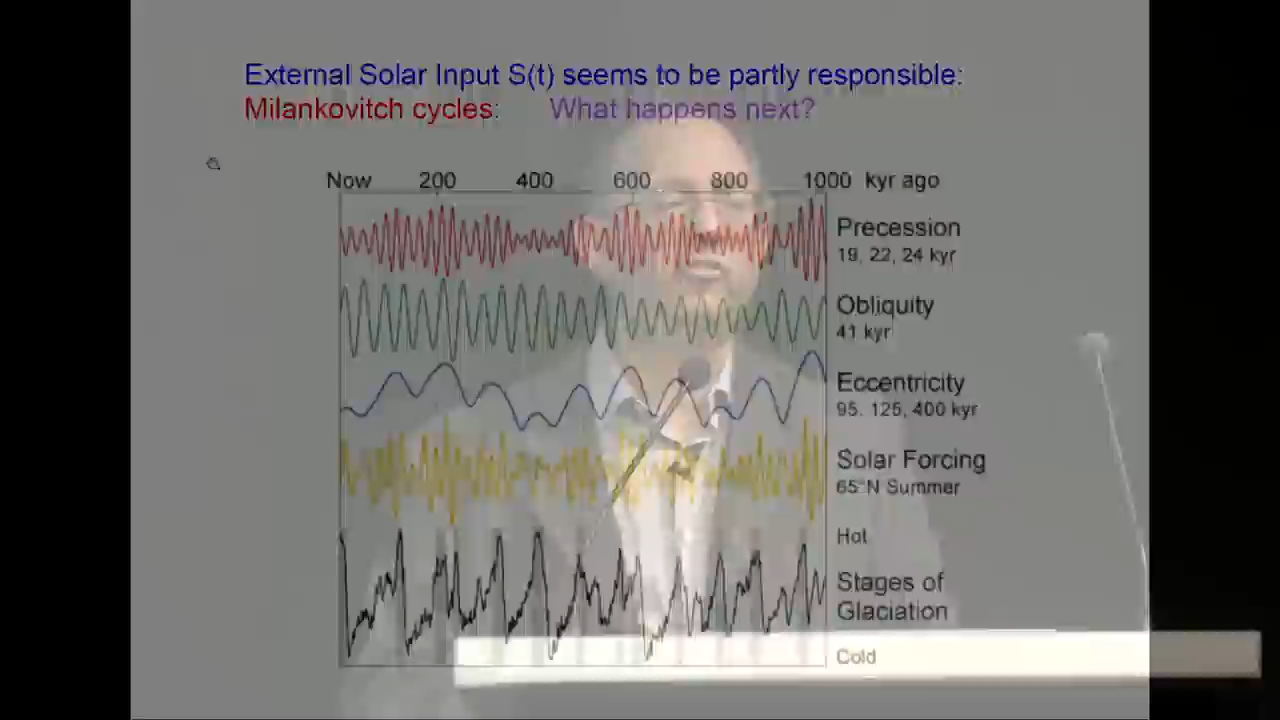 External Solar Input S(t) seems to be partly responsible:
Milankovitch cycles: What happens next?
Now 200 400 600 800 1000 kyr ago
Precession
19, 22, 24 kyr
Obliquity
41 kyr
Eccentricity
95, 125, 400 kyr
Solar Forcing
65°N Summer
Hot
Stages of
Glaciation
Cold